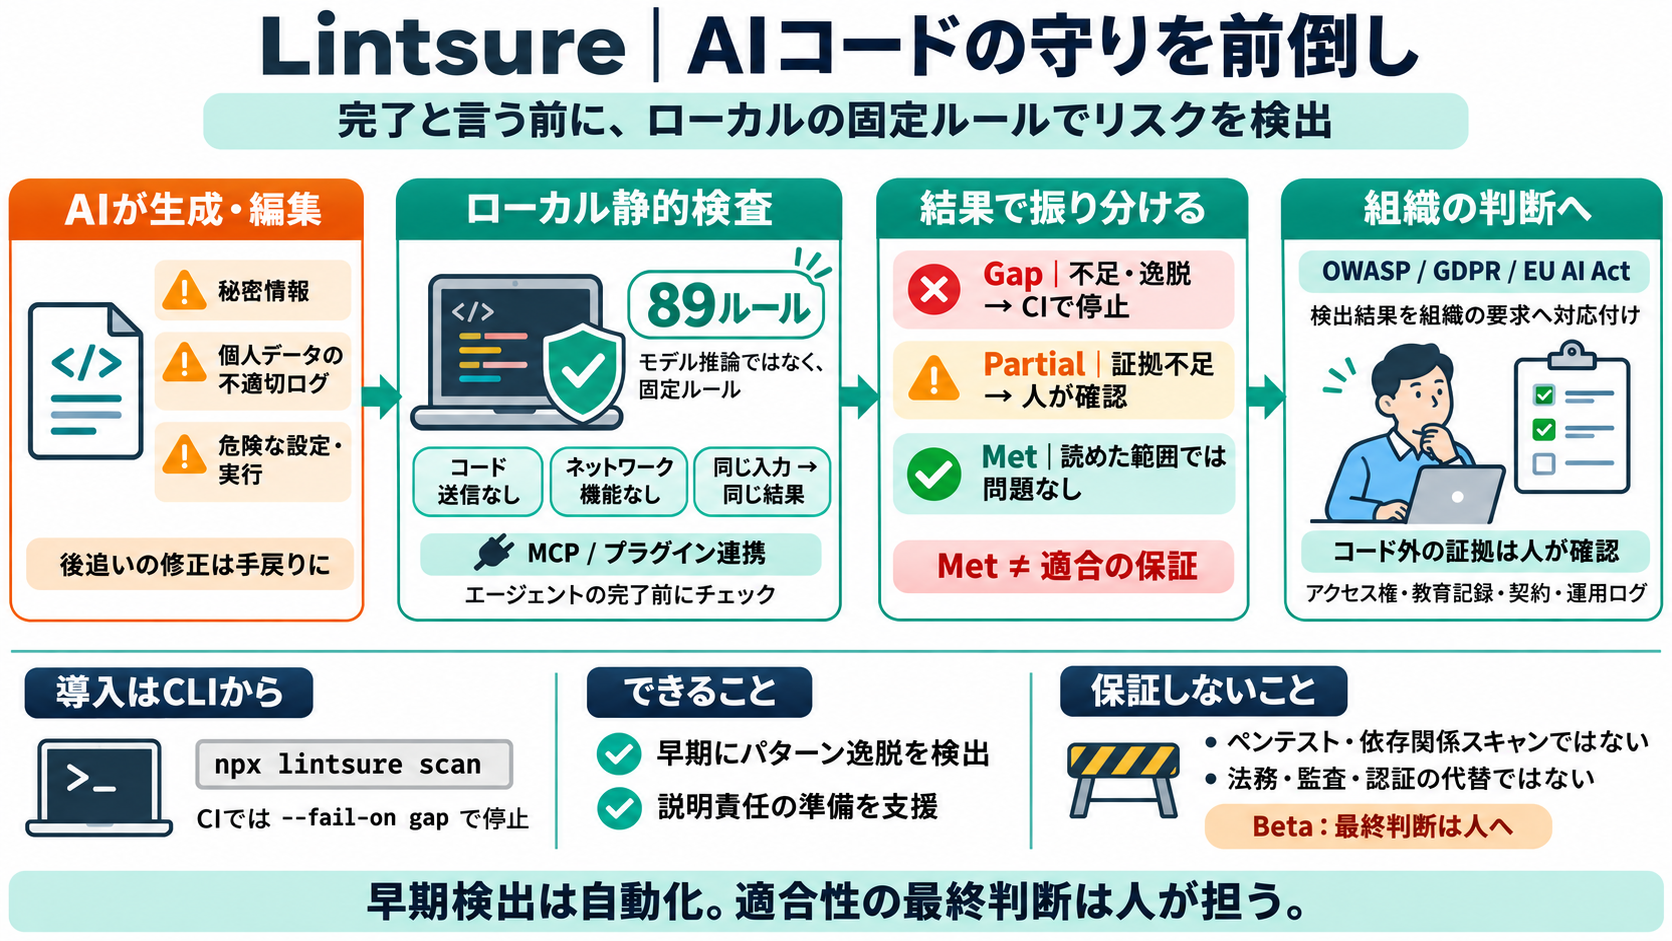 Lintsure｜AIコードの守りを前倒し
完了と言う前に、ローカルの固定ルールでリスクを検出
AIが生成・編集
</>
秘密情報
個人データの
不適切ログ
危険な設定・
実行
後追いの修正は手戻りに
ローカル静的検査
</>
89ルール
モデル推論ではなく、
固定ルール
コード
送信なし
ネットワーク
機能なし
同じ入力→
同じ結果
MCP / プラグイン連携
エージェントの完了前にチェック
結果で振り分ける
Gap｜不足・逸脱
→ CIで停止
Partial｜証拠不足
→ 人が確認
Met｜読めた範囲では
問題なし
Met ≠ 適合の保証
組織の判断へ
OWASP / GDPR / EU AI Act
検出結果を組織の要求へ対応付け
コード外の証拠は人が確認
アクセス権・教育記録・契約・運用ログ
導入はCLIから
>_
npx lintsure scan
CIでは --fail-on gap で停止
できること
早期にパターン逸脱を検出
説明責任の準備を支援
保証しないこと
• ペンテスト・依存関係スキャンではない
• 法務・監査・認証の代替ではない
Beta：最終判断は人へ
早期検出は自動化。適合性の最終判断は人が担う。